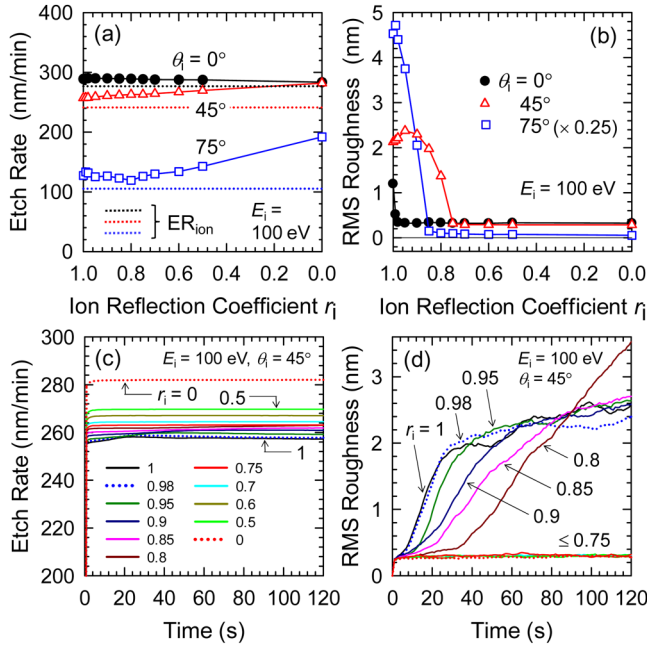 (a)
θi = 0°
45°
75°
ERion
Ei =
100 eV
Etch Rate (nm/min)
400
300
200
100
0
1.0 0.8 0.6 0.4 0.2 0.0
Ion Reflection Coefficient ri
(b)
θi = 0°
45°
75° (× 0.25)
Ei = 100 eV
RMS Roughness (nm)
5
4
3
2
1
0
1.0 0.8 0.6 0.4 0.2 0.0
Ion Reflection Coefficient ri
(c)
Ei = 100 eV, θi = 45°
ri = 0
0.5
1
1
0.98
0.95
0.9
0.85
0.8
0.75
0.7
0.6
0.5
0
Etch Rate (nm/min)
300
280
260
240
220
200
0 20 40 60 80 100 120
Time (s)
(d)
Ei = 100 eV
θi = 45°
ri = 1
0.98
0.95
0.8
0.85
0.9
≤ 0.75
RMS Roughness (nm)
4
3
2
1
0
0 20 40 60 80 100 120
Time (s)